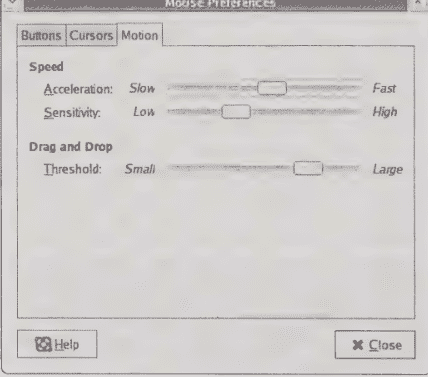 Mouse Preferences
Buttons Cursors Motion
Speed
Acceleration: Slow Fast
Sensitivity: Low High
Drag and Drop
Threshold: Small Large
Help Close